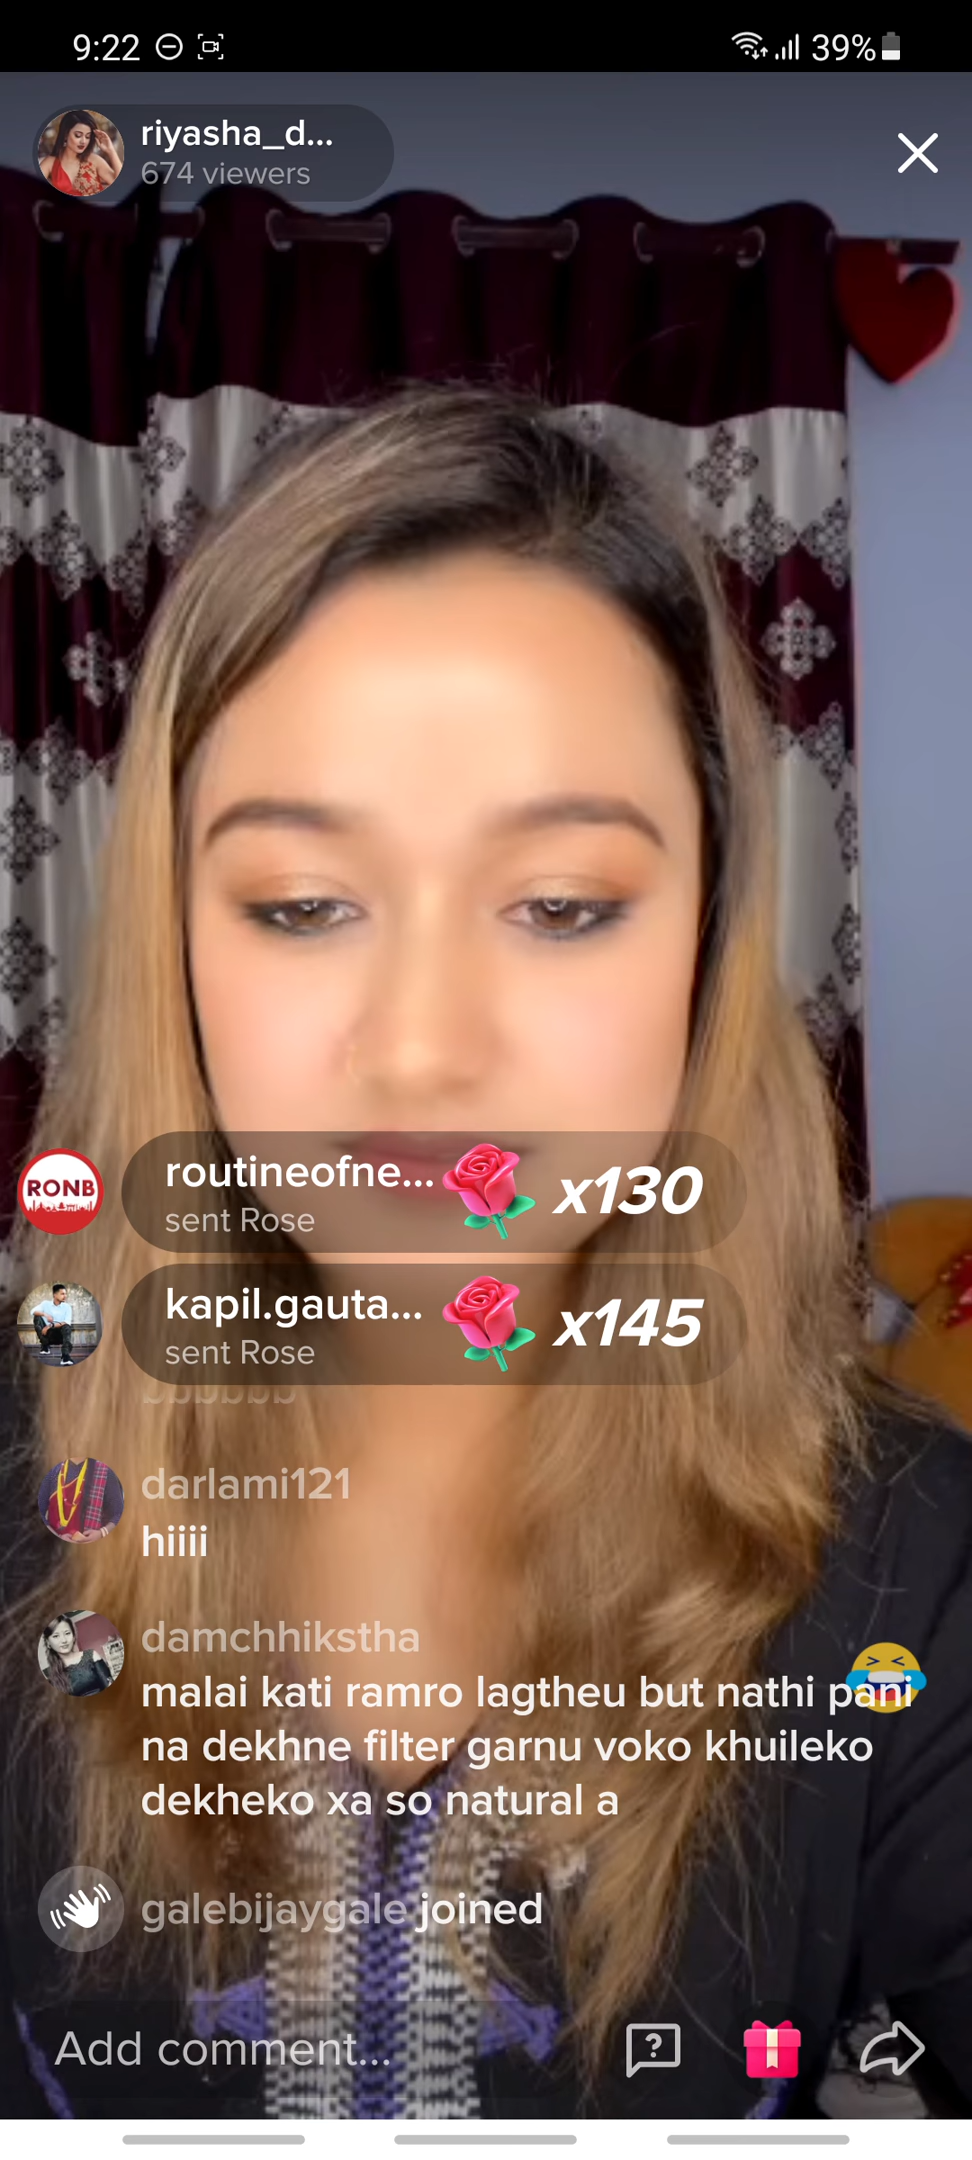 9:22
39%
riyasha_d...
674 viewers
RONB
routineofne...
sent Rose
x130
kapil.gauta...
sent Rose
x145
darlami121
hiiii
damchhikstha
malai kati ramro lagtheu but nathi pani
na dekhne filter garnu voko khuileko
dekheko xa so natural a
galebijaygale joined
Add comment...